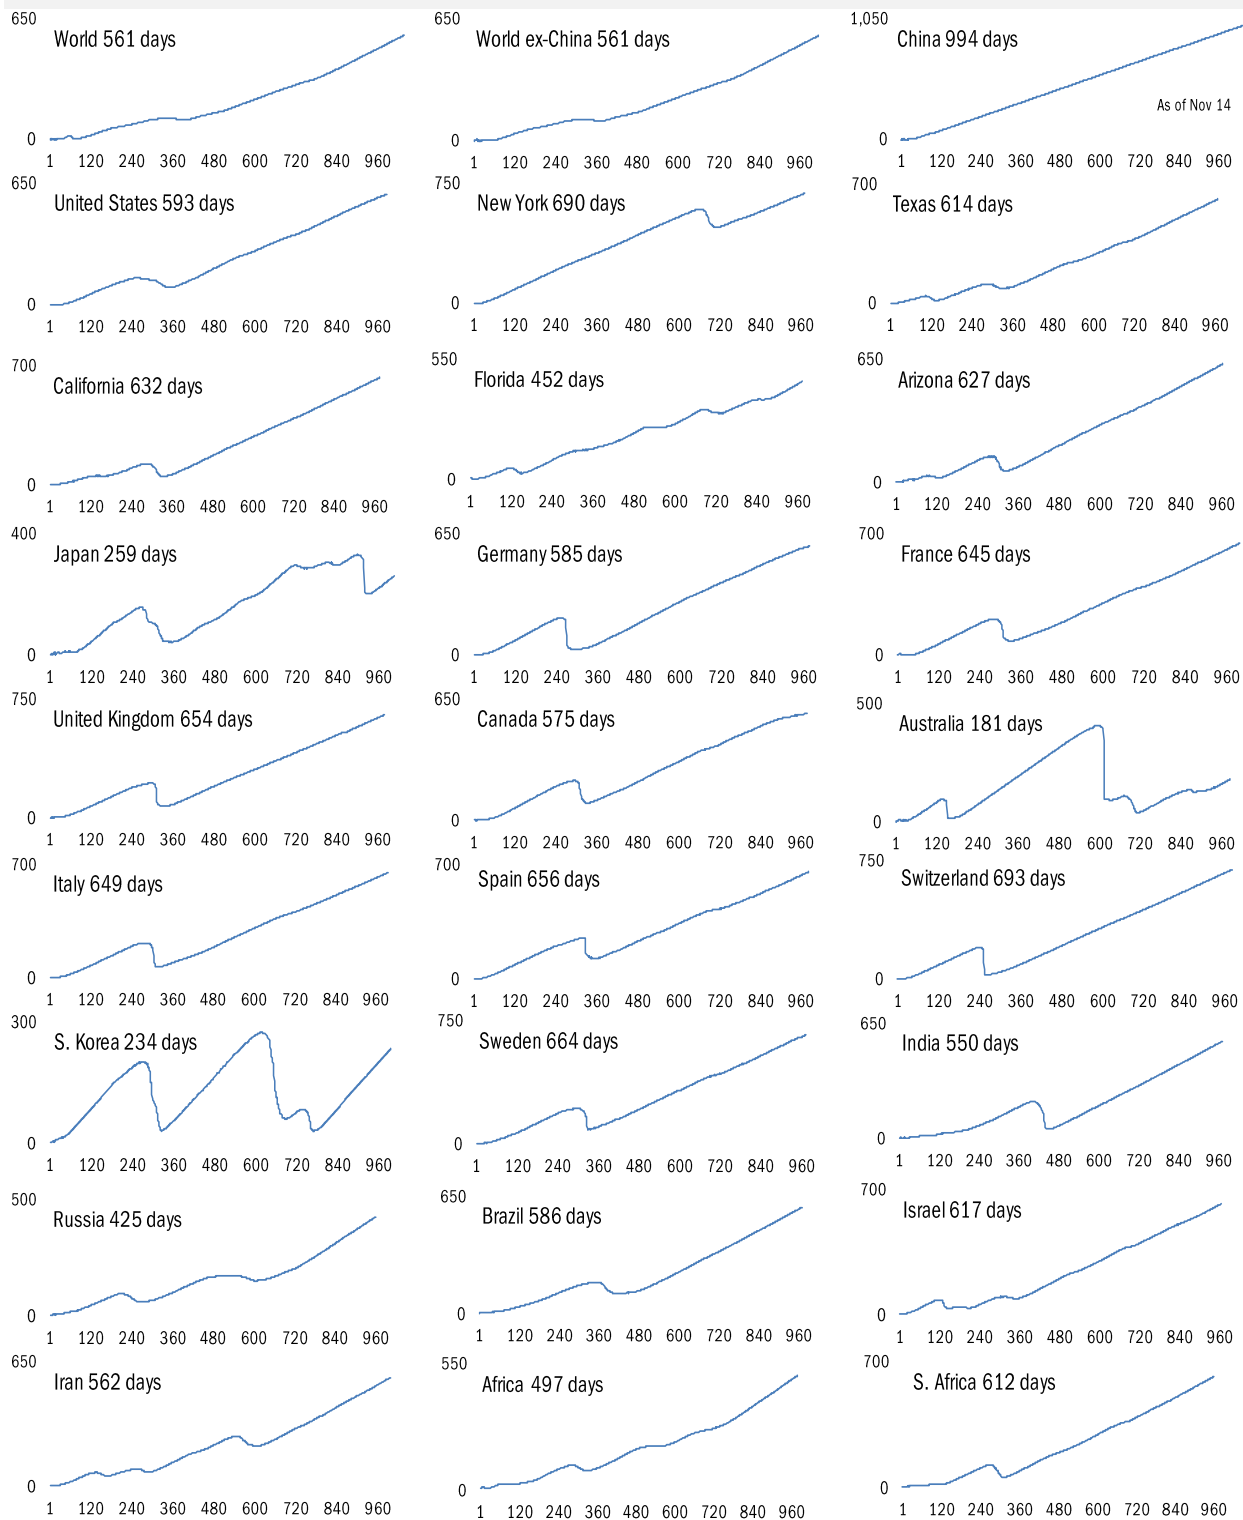 650
World 561 days
0
1 120 240 360 480 600 720 840 960
650
World ex-China 561 days
0
1 120 240 360 480 600 720 840 960
1,050
China 994 days
As of Nov 14
0
1 120 240 360 480 600 720 840 960
650
United States 593 days
0
1 120 240 360 480 600 720 840 960
750
New York 690 days
0
1 120 240 360 480 600 720 840 960
700
Texas 614 days
0
1 120 240 360 480 600 720 840 960
700
California 632 days
0
1 120 240 360 480 600 720 840 960
550
Florida 452 days
0
1 120 240 360 480 600 720 840 960
650
Arizona 627 days
0
1 120 240 360 480 600 720 840 960
400
Japan 259 days
0
1 120 240 360 480 600 720 840 960
650
Germany 585 days
0
1 120 240 360 480 600 720 840 960
700
France 645 days
0
1 120 240 360 480 600 720 840 960
750
United Kingdom 654 days
0
1 120 240 360 480 600 720 840 960
650
Canada 575 days
0
1 120 240 360 480 600 720 840 960
500
Australia 181 days
0
1 120 240 360 480 600 720 840 960
700
Italy 649 days
0
1 120 240 360 480 600 720 840 960
700
Spain 656 days
0
1 120 240 360 480 600 720 840 960
750
Switzerland 693 days
0
1 120 240 360 480 600 720 840 960
300
S. Korea 234 days
0
1 120 240 360 480 600 720 840 960
750
Sweden 664 days
0
1 120 240 360 480 600 720 840 960
650
India 550 days
0
1 120 240 360 480 600 720 840 960
500
Russia 425 days
0
1 120 240 360 480 600 720 840 960
650
Brazil 586 days
0
1 120 240 360 480 600 720 840 960
700
Israel 617 days
0
1 120 240 360 480 600 720 840 960
650
Iran 562 days
0
1 120 240 360 480 600 720 840 960
550
Africa 497 days
0
1 120 240 360 480 600 720 840 960
700
S. Africa 612 days
0
1 120 240 360 480 600 720 840 960